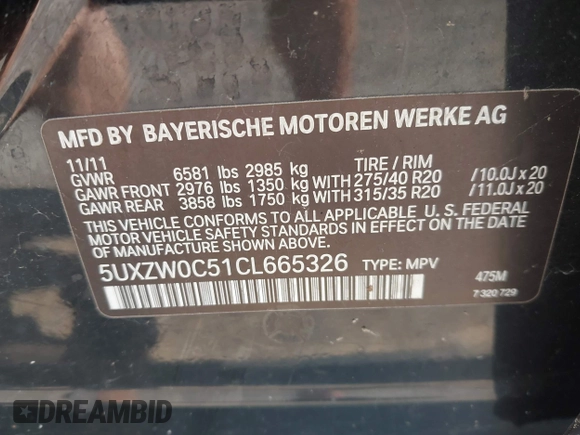 MFD BY BAYERISCHE MOTOREN WERKE AG
11/11 TIRE / RIM
GVWR 6581 lbs 2985 kg
GAWR FRONT 2976 lbs 1350 kg WITH 275/40 R20 /10.0J x 20
GAWR REAR 3858 lbs 1750 kg WITH 315/35 R20 /11.0J x 20
THIS VEHICLE CONFORMS TO ALL APPLICABLE U. S. FEDERAL
MOTOR VEHICLE SAFETY STANDARDS IN EFFECT ON THE DATE
OF MANUFACTURE SHOWN ABOVE.
5UXZW0C51CL665326 TYPE: MPV 475M
7 320 729
DREAMBID